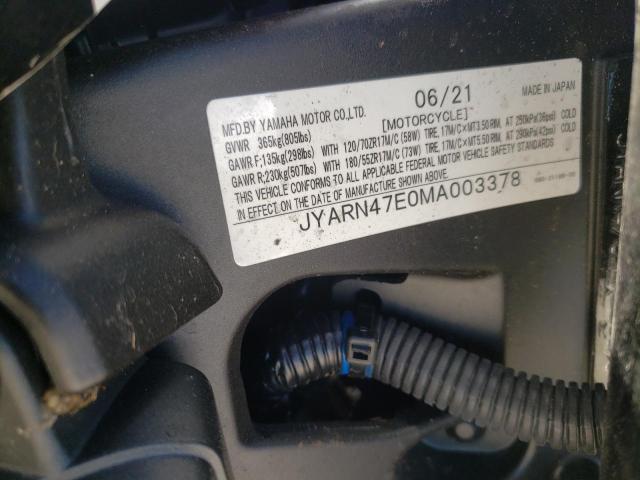 MFD.BY YAMAHA MOTOR CO.,LTD. 06/21 MADE IN JAPAN
GVWR 365kg(805lbs) [MOTORCYCLE]
GAWR F:135kg(298lbs) WITH 120/70ZR17M/C (58W) TIRE, 17M/C×MT3.50 RIM, AT 250kPa(36psi) COLD
GAWR R:230kg(507lbs) WITH 180/55ZR17M/C (73W) TIRE, 17M/C×MT5.50 RIM, AT 290kPa(42psi) COLD
THIS VEHICLE CONFORMS TO ALL APPLICABLE FEDERAL MOTOR VEHICLE SAFETY STANDARDS
IN EFFECT ON THE DATE OF MANUFACTURE SHOWN ABOVE.
JYARN47E0MA003378